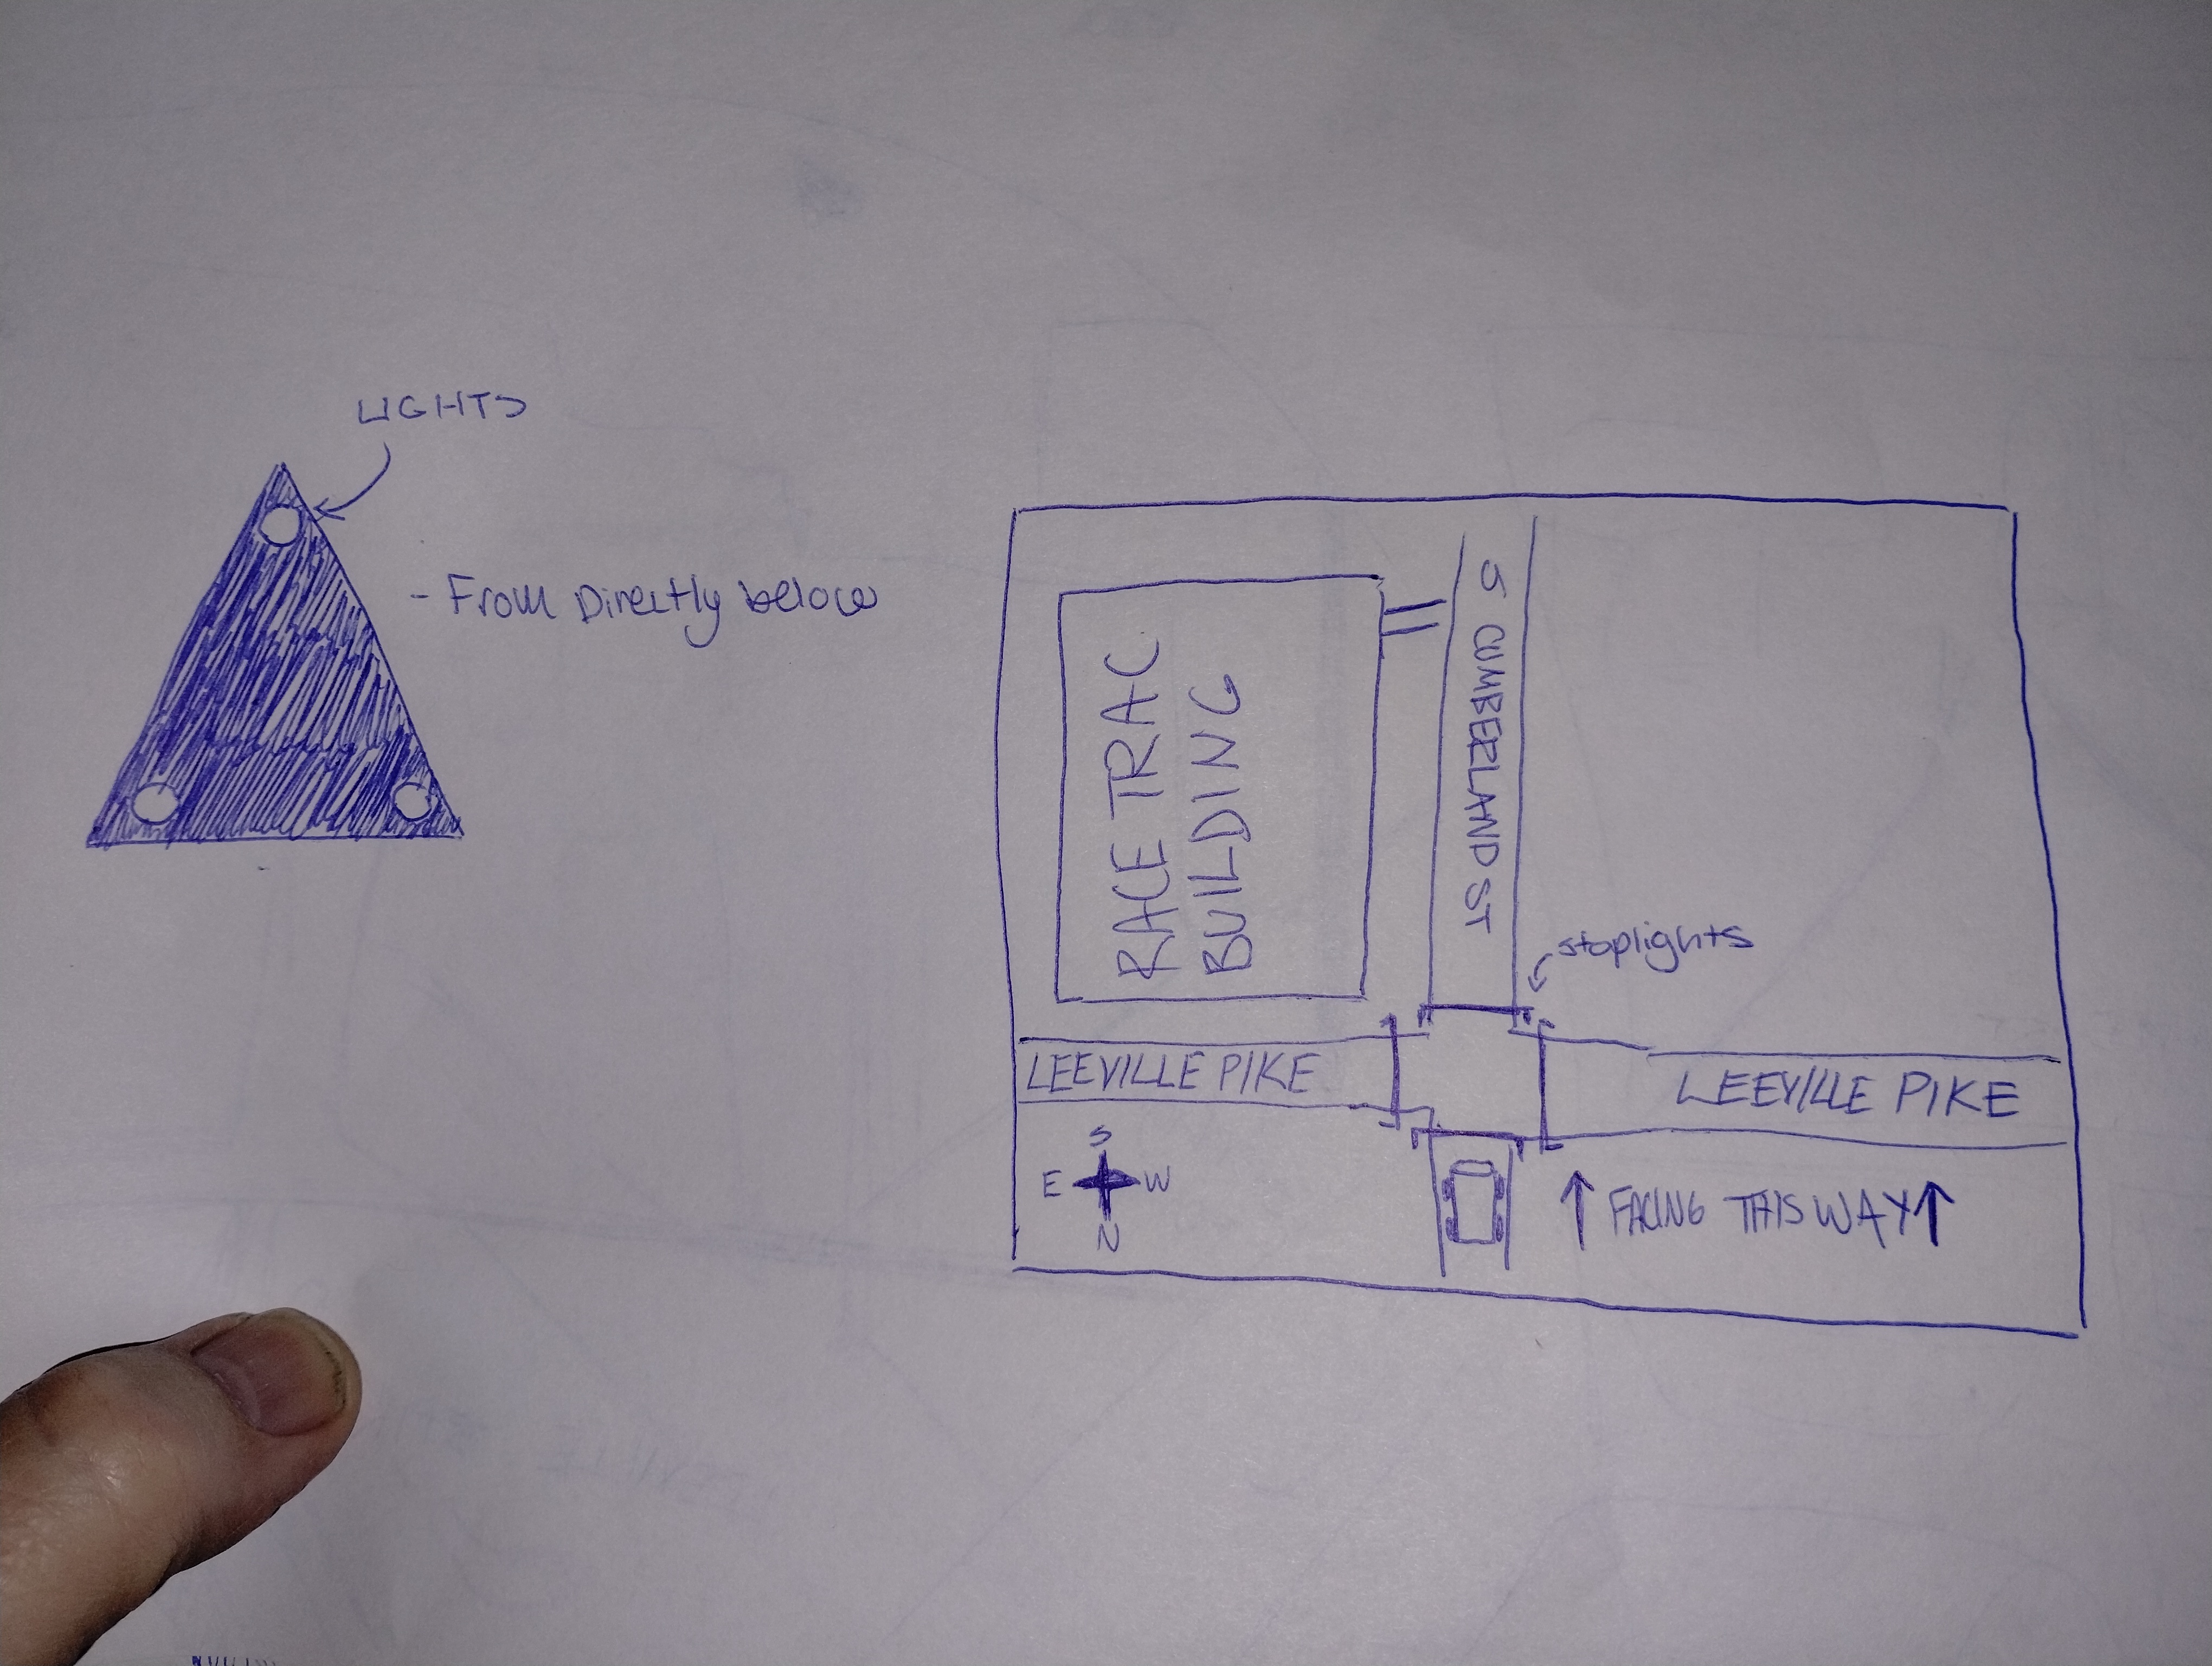 LIGHTS
- From Directly below
RACE TRAC
BUILDING
S CUMBERLAND ST
stoplights
LEEVILLE PIKE
LEEVILLE PIKE
S
E W
N
FACING THIS WAY